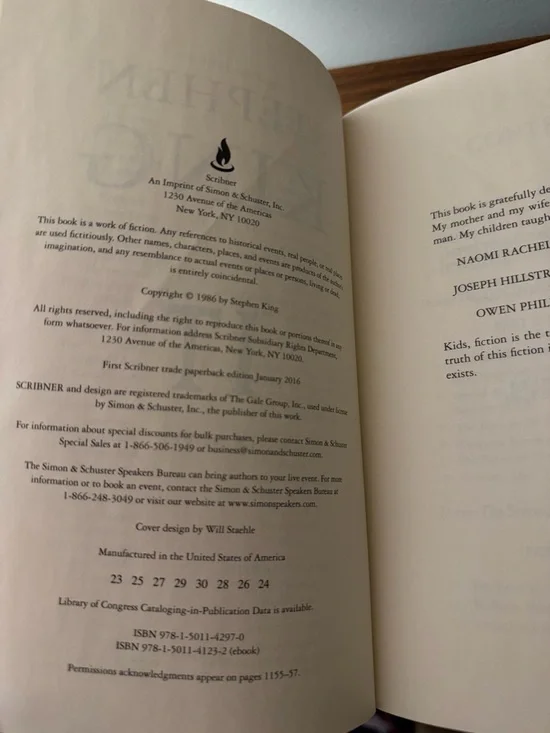 Scribner
An Imprint of Simon & Schuster, Inc.
1230 Avenue of the Americas
New York, NY 10020
This book is a work of fiction. Any references to historical events, real people, or real places
are used fictitiously. Other names, characters, places, and events are products of the author's
imagination, and any resemblance to actual events or places or persons, living or dead,
is entirely coincidental.
Copyright © 1986 by Stephen King
All rights reserved, including the right to reproduce this book or portions thereof in any
form whatsoever. For information address Scribner Subsidiary Rights Department,
1230 Avenue of the Americas, New York, NY 10020.
First Scribner trade paperback edition January 2016
SCRIBNER and design are registered trademarks of The Gale Group, Inc., used under license
by Simon & Schuster, Inc., the publisher of this work.
For information about special discounts for bulk purchases, please contact Simon & Schuster
Special Sales at 1-866-506-1949 or business@simonandschuster.com.
The Simon & Schuster Speakers Bureau can bring authors to your live event. For more
information or to book an event, contact the Simon & Schuster Speakers Bureau at
1-866-248-3049 or visit our website at www.simonspeakers.com.
Cover design by Will Staehle
Manufactured in the United States of America
23 25 27 29 30 28 26 24
Library of Congress Cataloging-in-Publication Data is available.
ISBN 978-1-5011-4297-0
ISBN 978-1-5011-4123-2 (ebook)
Permissions acknowledgments appear on pages 1155–57.
This book is gratefully de
My mother and my wife
man. My children taugh
NAOMI RACHEL
JOSEPH HILLSTR
OWEN PHIL
Kids, fiction is the t
truth of this fiction i
exists.